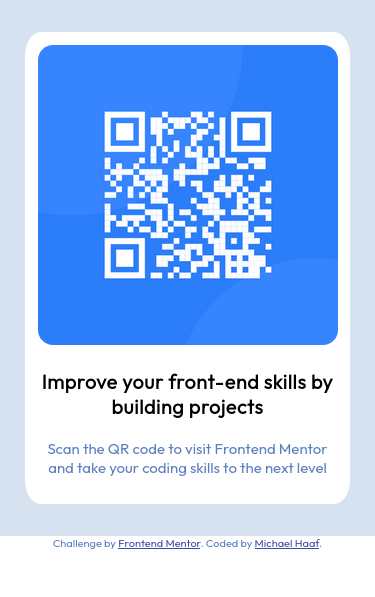 Improve your front-end skills by
building projects
Scan the QR code to visit Frontend Mentor
and take your coding skills to the next level
Challenge by Frontend Mentor. Coded by Michael Haaf.